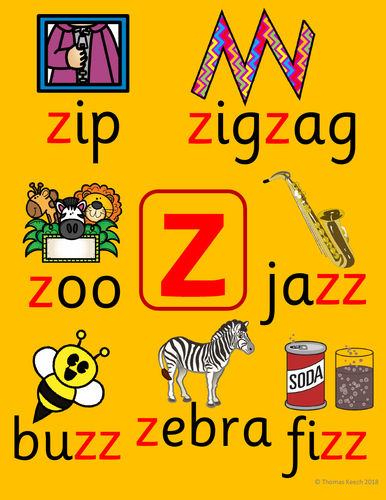 zip
zigzag
zoo
z
jazz
SODA
buzz
zebra
fizz
© Thomas Keech 2018